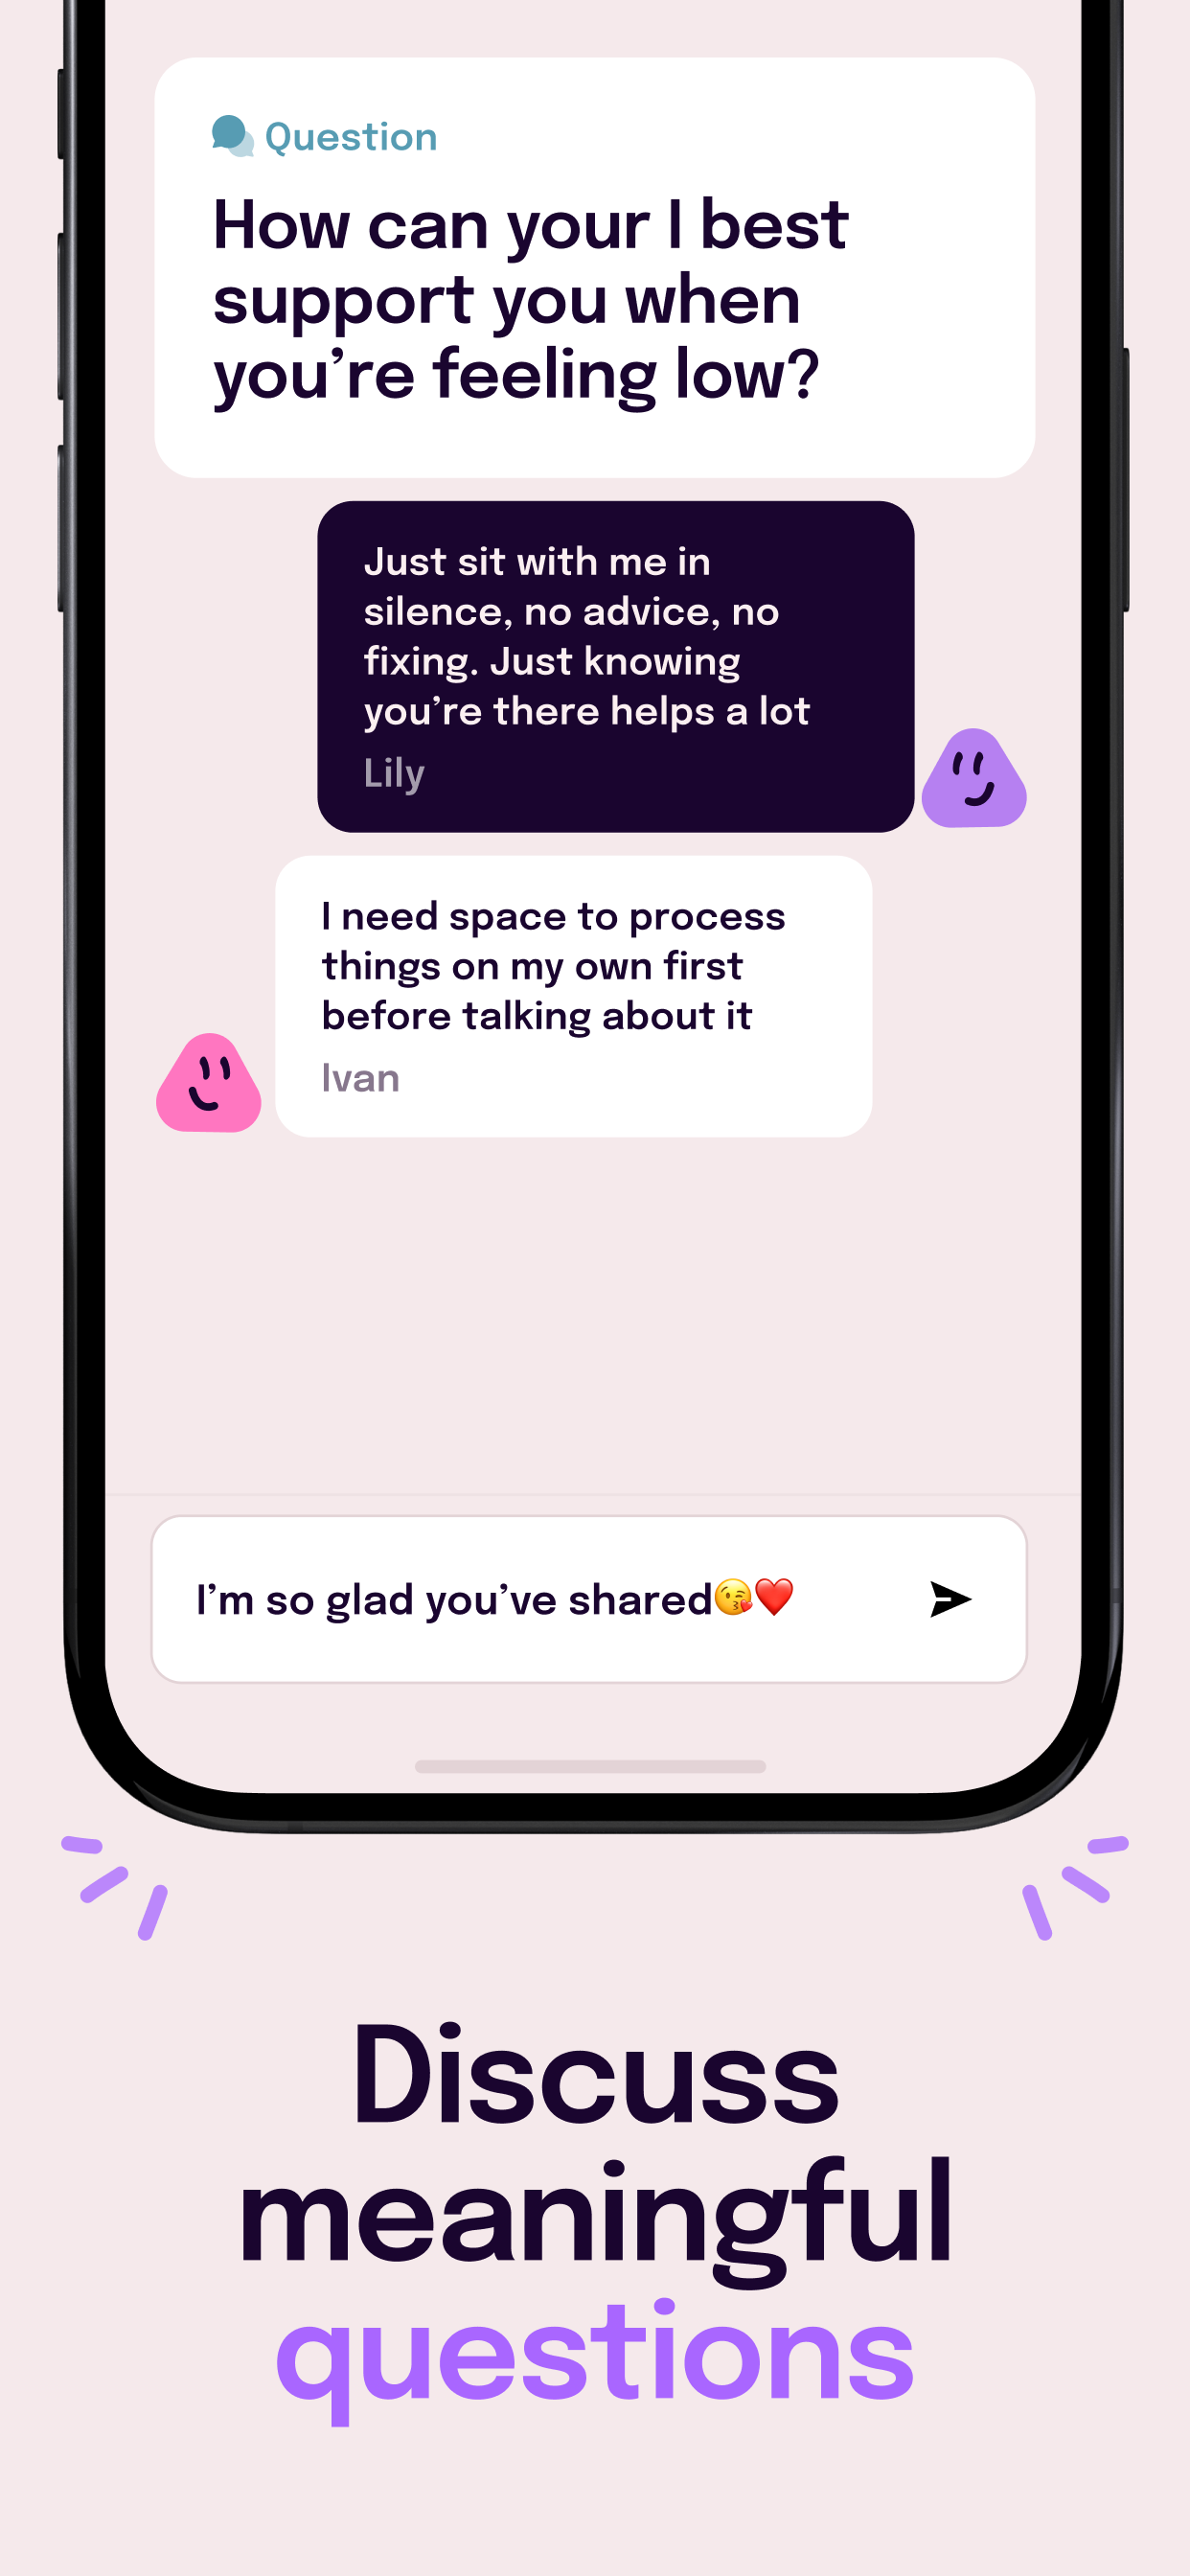 Question
How can your I best
support you when
you’re feeling low?
Just sit with me in
silence, no advice, no
fixing. Just knowing
you’re there helps a lot
Lily
I need space to process
things on my own first
before talking about it
Ivan
I’m so glad you’ve shared😘❤️
Discuss
meaningful
questions